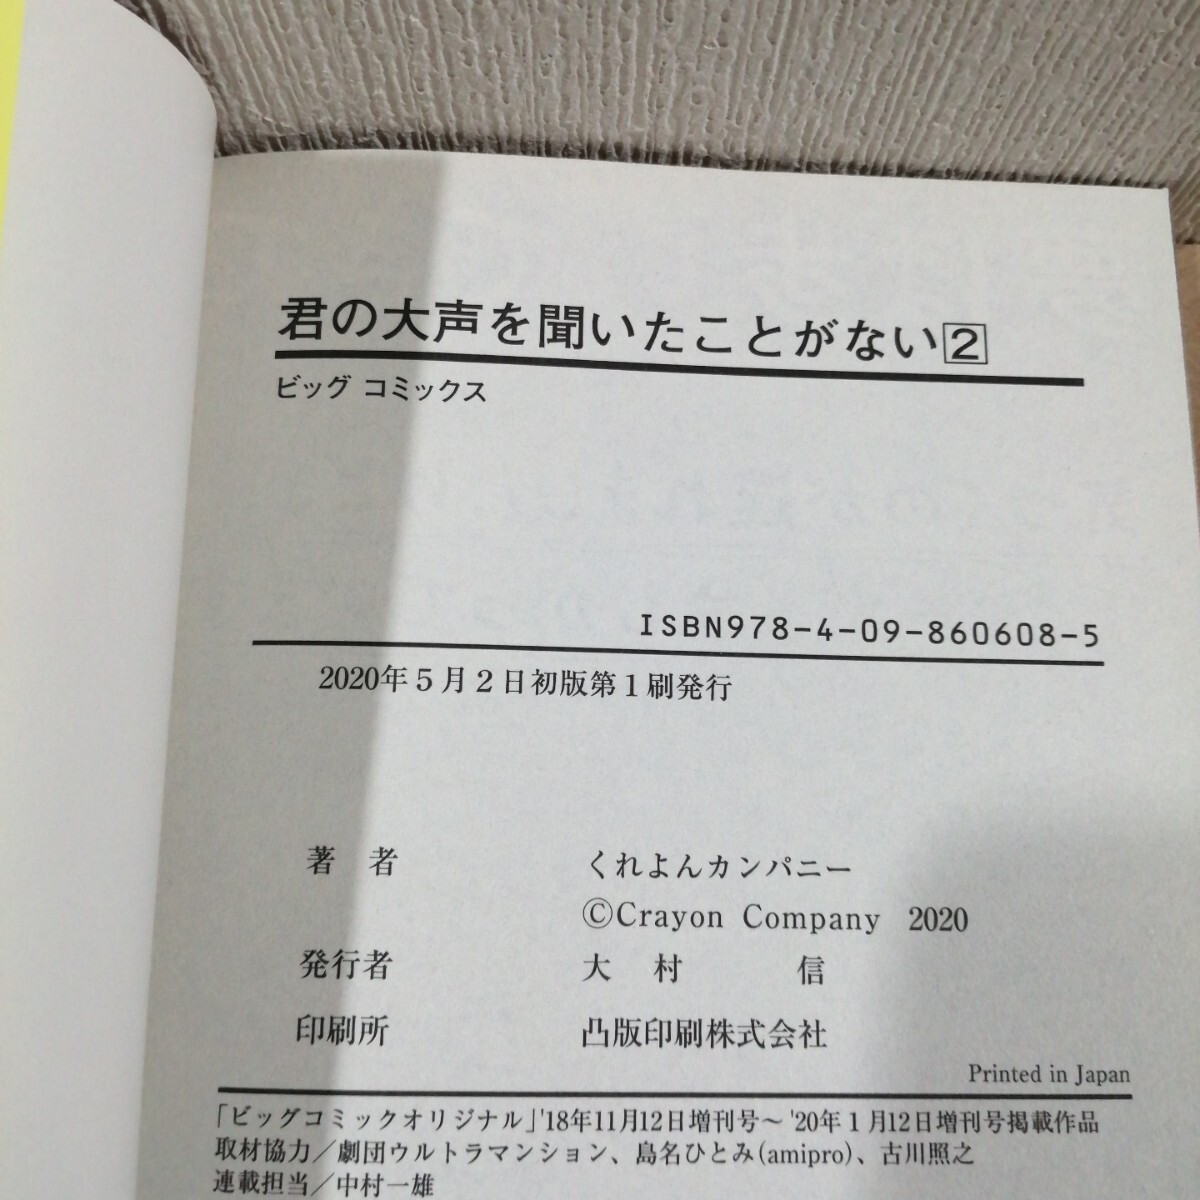 君の大声を聞いたことがない2
ビッグ コミックス
ISBN978-4-09-860608-5
2020年5月2日初版第1刷発行
著 者 くれよんカンパニー
©Crayon Company 2020
発行者 大 村 信
印刷所 凸版印刷株式会社
Printed in Japan
「ビッグコミックオリジナル」'18年11月12日増刊号〜'20年1月12日増刊号掲載作品
取材協力／劇団ウルトラマンション、島名ひとみ(amipro)、古川照之
連載担当／中村一雄